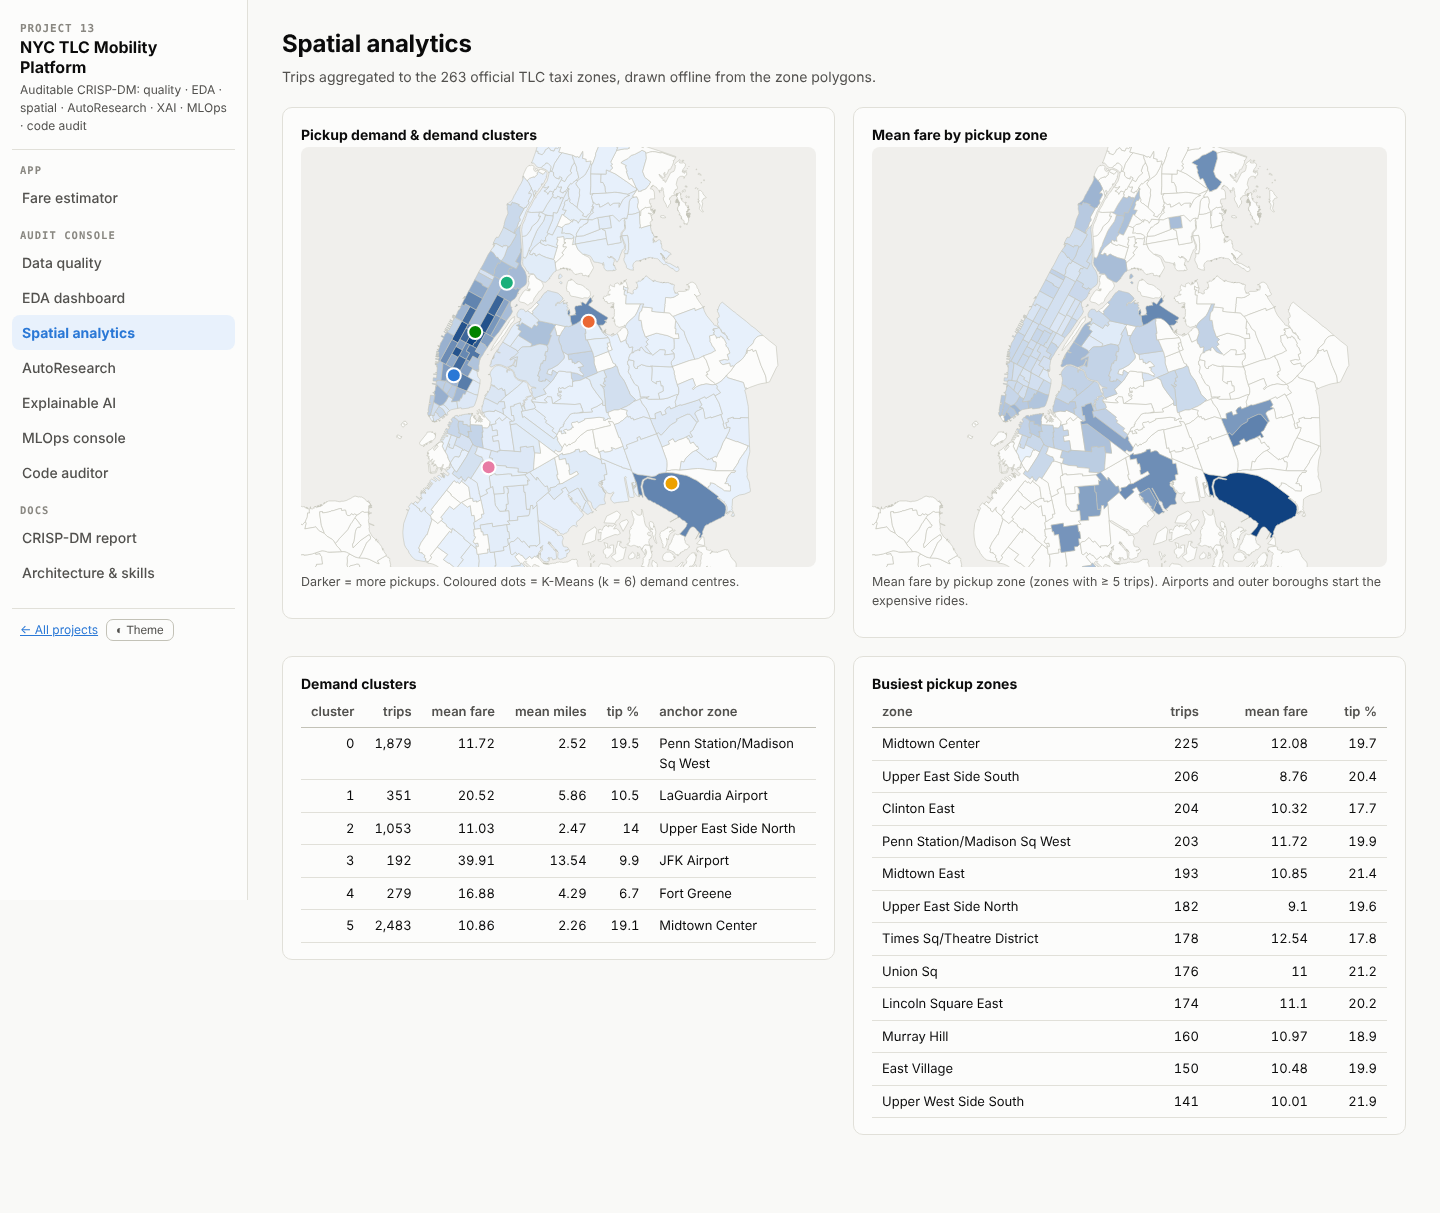 PROJECT 13
NYC TLC Mobility
Platform
Auditable CRISP-DM: quality · EDA ·
spatial · AutoResearch · XAI · MLOps
· code audit
APP
Fare estimator
AUDIT CONSOLE
Data quality
EDA dashboard
Spatial analytics
AutoResearch
Explainable AI
MLOps console
Code auditor
DOCS
CRISP-DM report
Architecture & skills
← All projects
Theme
Spatial analytics
Trips aggregated to the 263 official TLC taxi zones, drawn offline from the zone polygons.
Pickup demand & demand clusters
Darker = more pickups. Coloured dots = K-Means (k = 6) demand centres.
Mean fare by pickup zone
Mean fare by pickup zone (zones with ≥ 5 trips). Airports and outer boroughs start the
expensive rides.
Demand clusters
cluster trips mean fare mean miles tip % anchor zone
0 1,879 11.72 2.52 19.5 Penn Station/Madison
Sq West
1 351 20.52 5.86 10.5 LaGuardia Airport
2 1,053 11.03 2.47 14 Upper East Side North
3 192 39.91 13.54 9.9 JFK Airport
4 279 16.88 4.29 6.7 Fort Greene
5 2,483 10.86 2.26 19.1 Midtown Center
Busiest pickup zones
zone trips mean fare tip %
Midtown Center 225 12.08 19.7
Upper East Side South 206 8.76 20.4
Clinton East 204 10.32 17.7
Penn Station/Madison Sq West 203 11.72 19.9
Midtown East 193 10.85 21.4
Upper East Side North 182 9.1 19.6
Times Sq/Theatre District 178 12.54 17.8
Union Sq 176 11 21.2
Lincoln Square East 174 11.1 20.2
Murray Hill 160 10.97 18.9
East Village 150 10.48 19.9
Upper West Side South 141 10.01 21.9